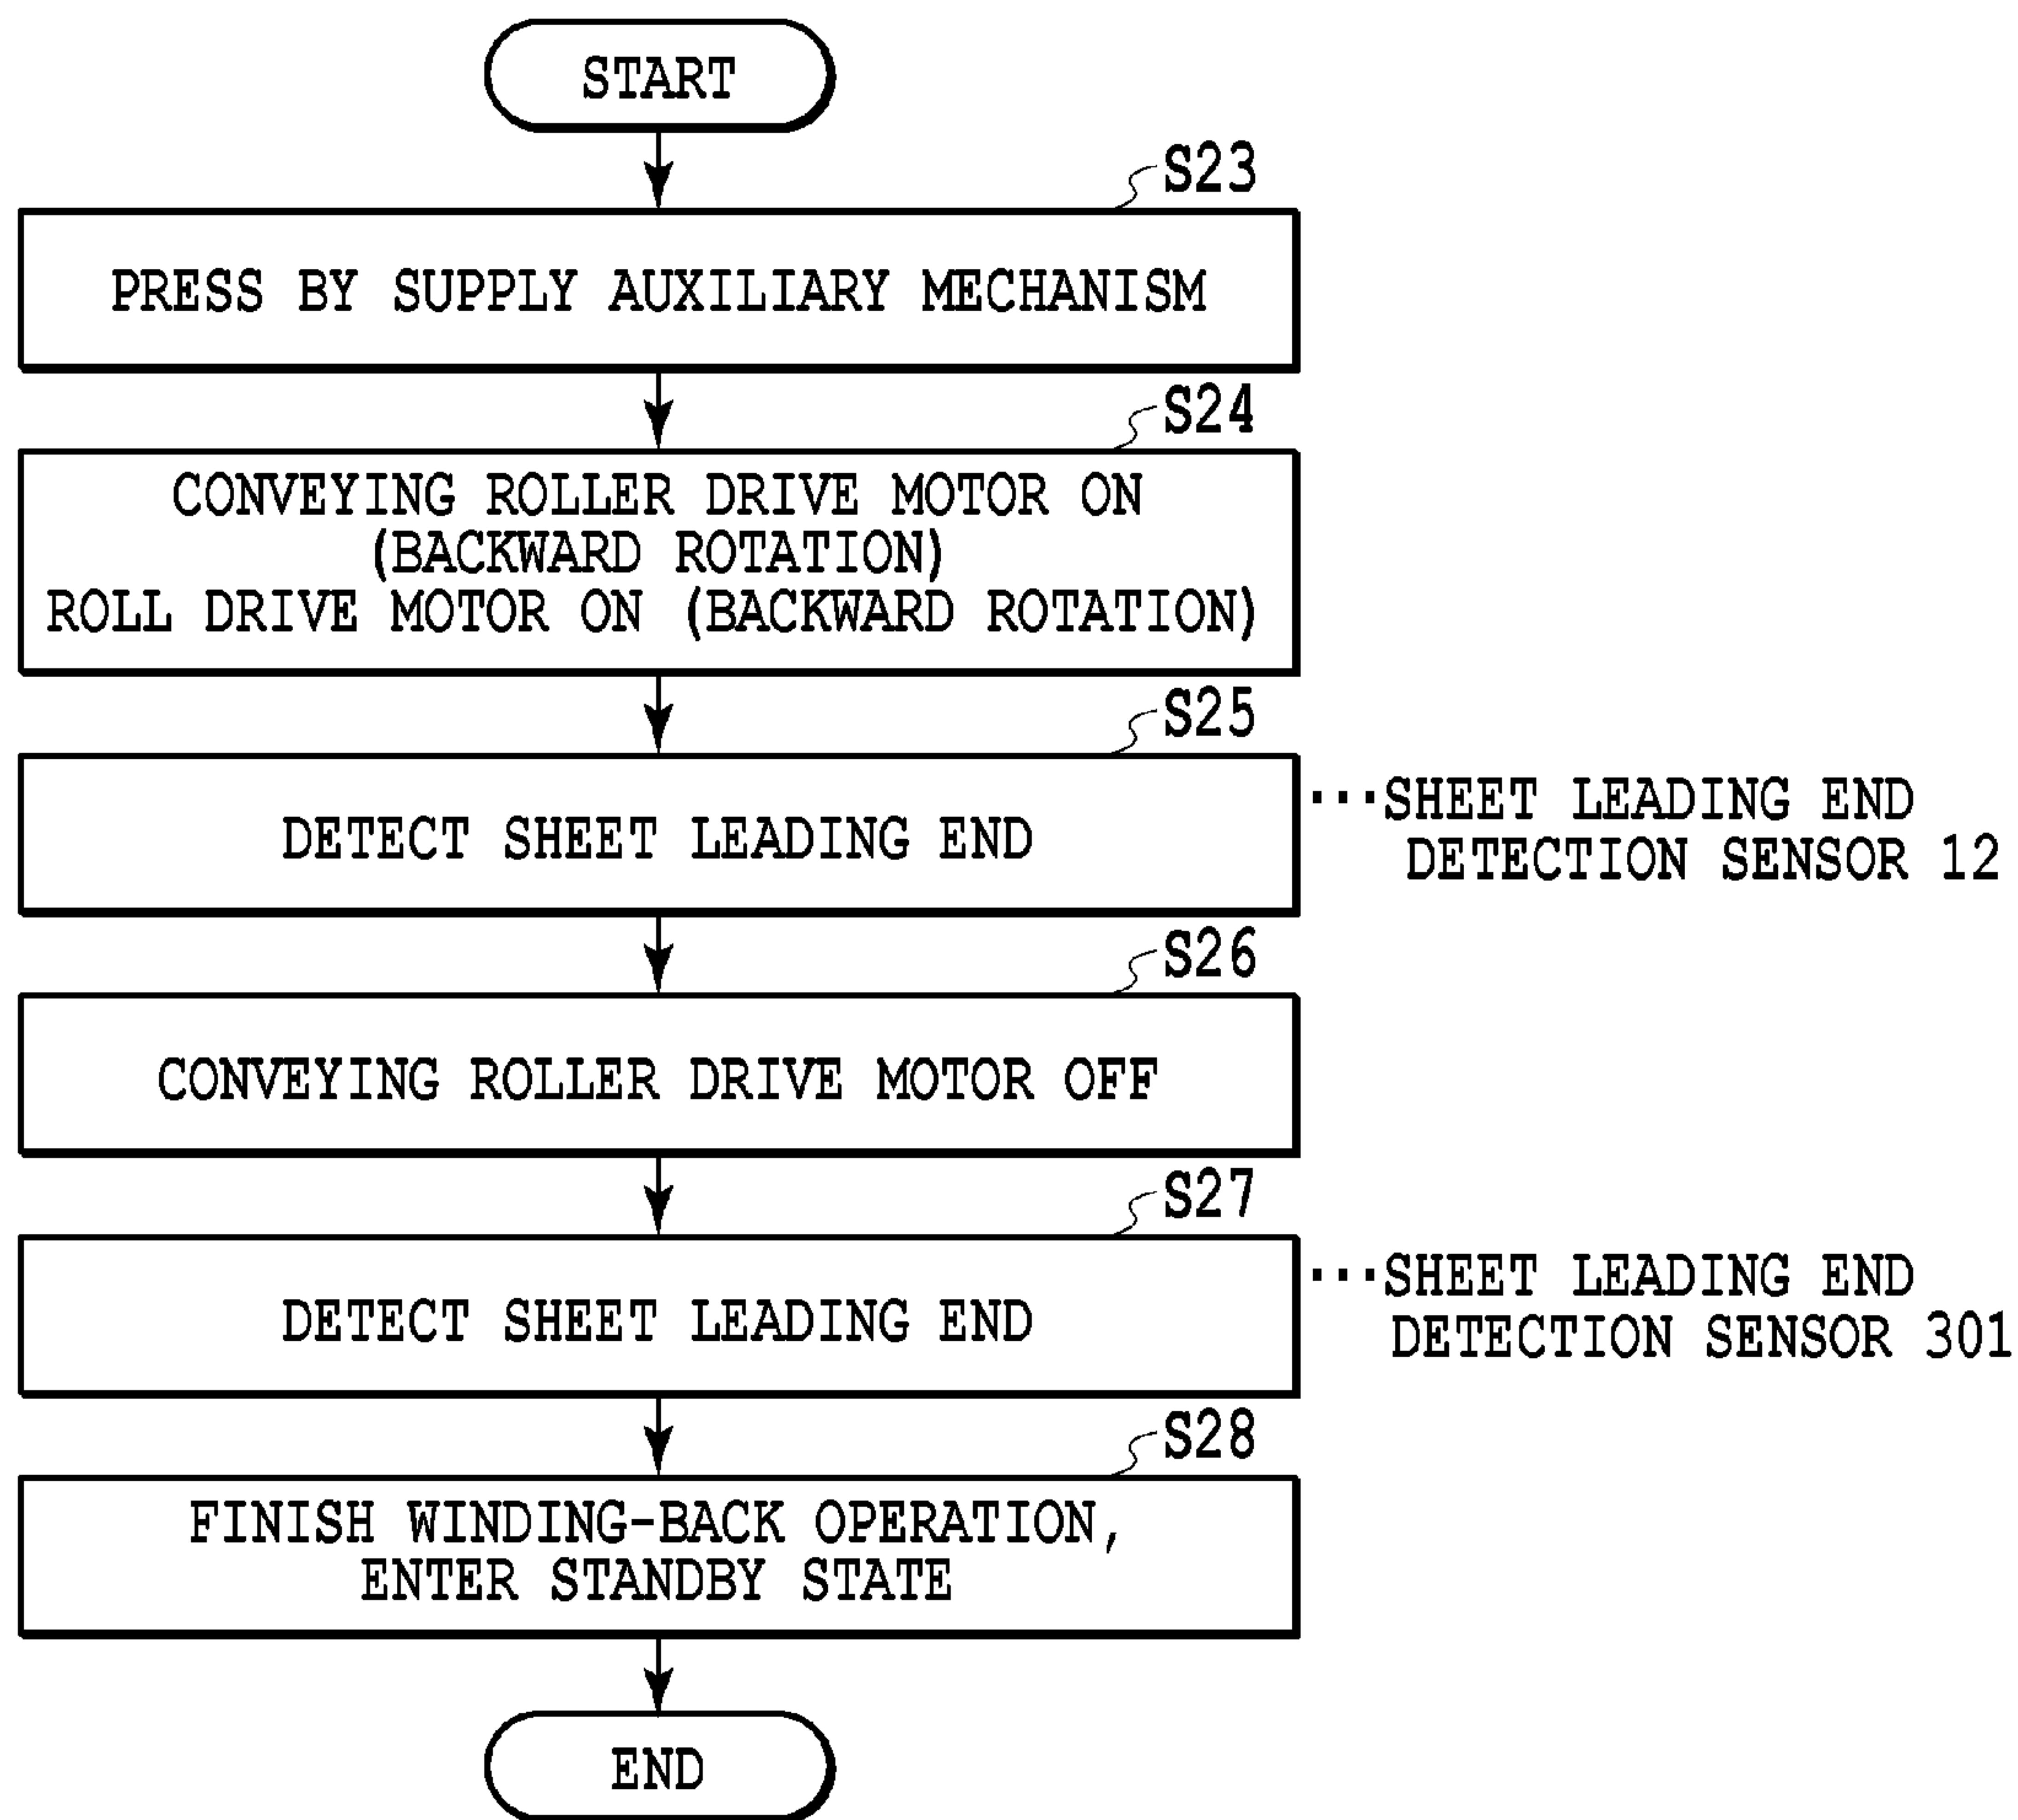 START
S23
PRESS BY SUPPLY AUXILIARY MECHANISM
S24
CONVEYING ROLLER DRIVE MOTOR ON
(BACKWARD ROTATION)
ROLL DRIVE MOTOR ON (BACKWARD ROTATION)
S25
DETECT SHEET LEADING END
···SHEET LEADING END
DETECTION SENSOR 12
S26
CONVEYING ROLLER DRIVE MOTOR OFF
S27
DETECT SHEET LEADING END
···SHEET LEADING END
DETECTION SENSOR 301
S28
FINISH WINDING-BACK OPERATION,
ENTER STANDBY STATE
END